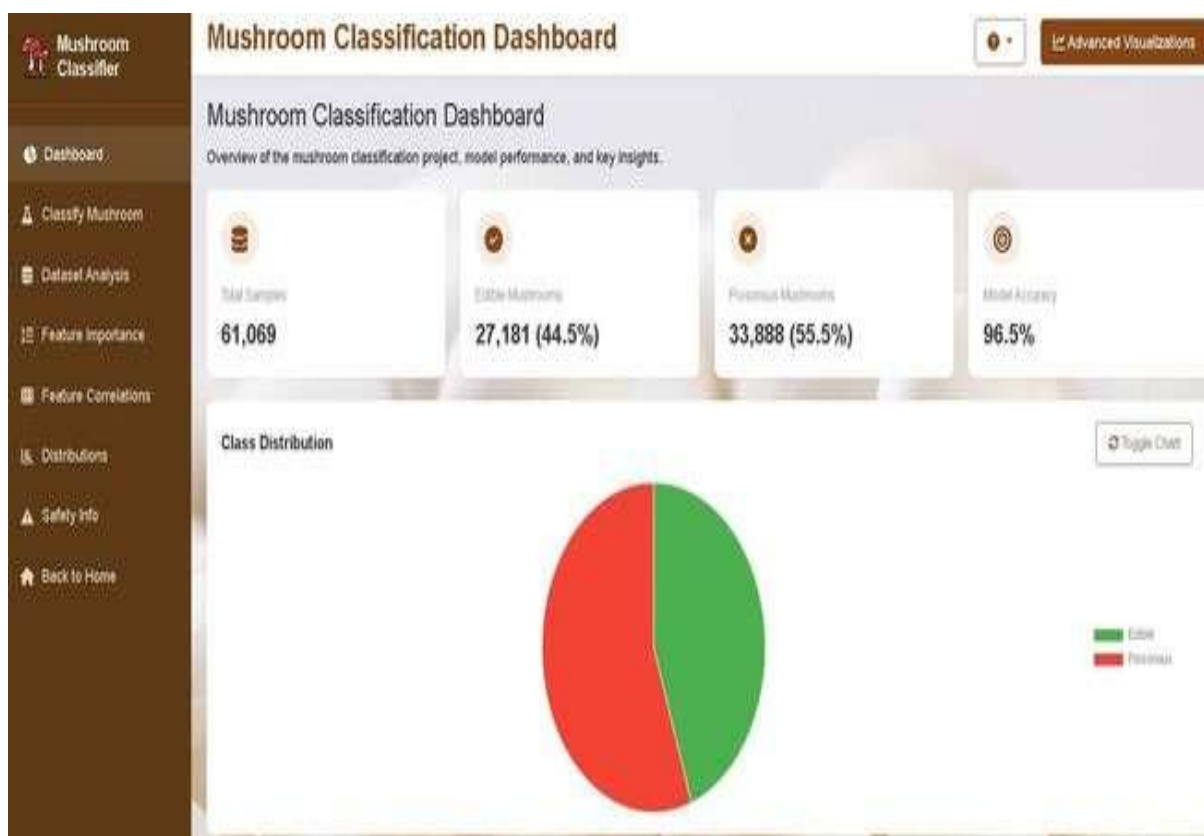 Mushroom
Classifier
Dashboard
Classify Mushroom
Dataset Analysis
Feature Importance
Feature Correlations
Distributions
Safety Info
Back to Home
Mushroom Classification Dashboard
Advanced Visualizations
Mushroom Classification Dashboard
Overview of the mushroom classification project, model performance, and key insights.
Total Samples
61,069
Edible Mushrooms
27,181 (44.5%)
Poisonous Mushrooms
33,888 (55.5%)
Model Accuracy
96.5%
Class Distribution
Toggle Chart
Edible
Poisonous